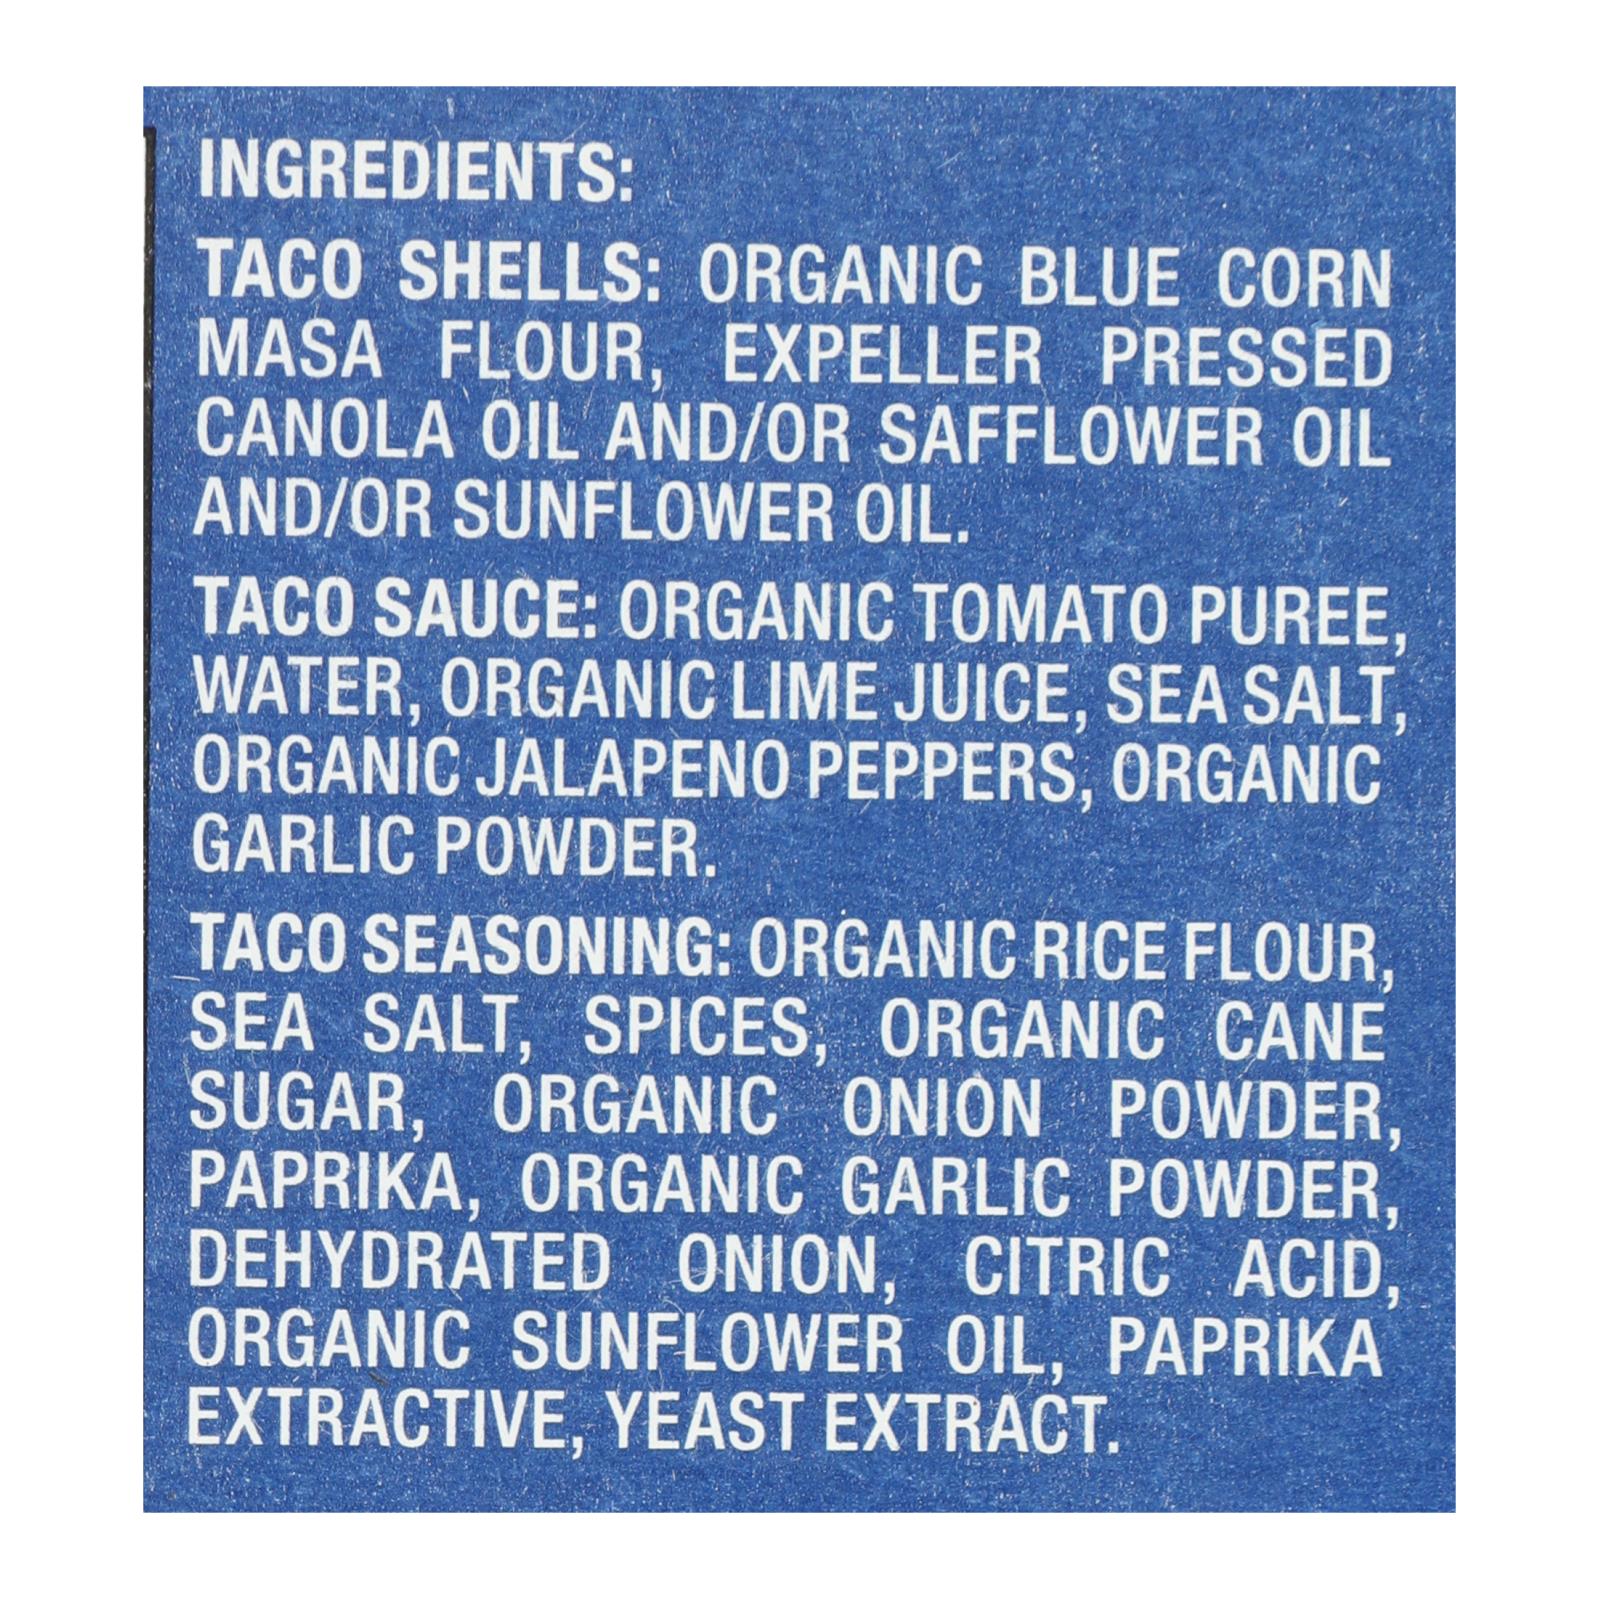 INGREDIENTS:
TACO SHELLS: ORGANIC BLUE CORN
MASA FLOUR, EXPELLER PRESSED
CANOLA OIL AND/OR SAFFLOWER OIL
AND/OR SUNFLOWER OIL.
TACO SAUCE: ORGANIC TOMATO PUREE,
WATER, ORGANIC LIME JUICE, SEA SALT,
ORGANIC JALAPENO PEPPERS, ORGANIC
GARLIC POWDER.
TACO SEASONING: ORGANIC RICE FLOUR,
SEA SALT, SPICES, ORGANIC CANE
SUGAR, ORGANIC ONION POWDER,
PAPRIKA, ORGANIC GARLIC POWDER,
DEHYDRATED ONION, CITRIC ACID,
ORGANIC SUNFLOWER OIL, PAPRIKA
EXTRACTIVE, YEAST EXTRACT.